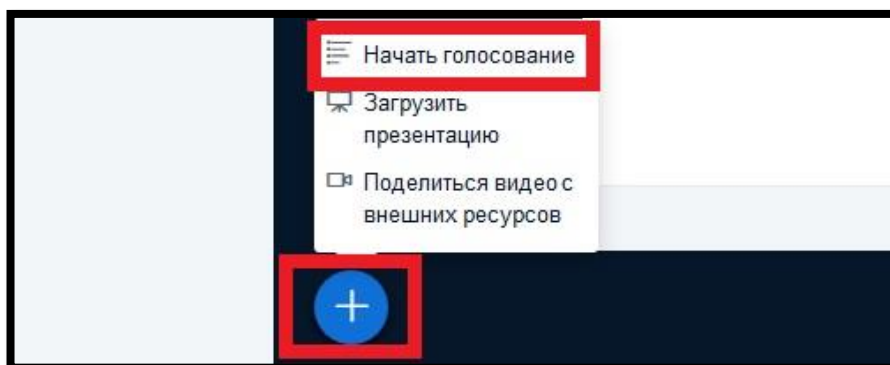 Начать голосование
Загрузить
презентацию
Поделиться видео с
внешних ресурсов